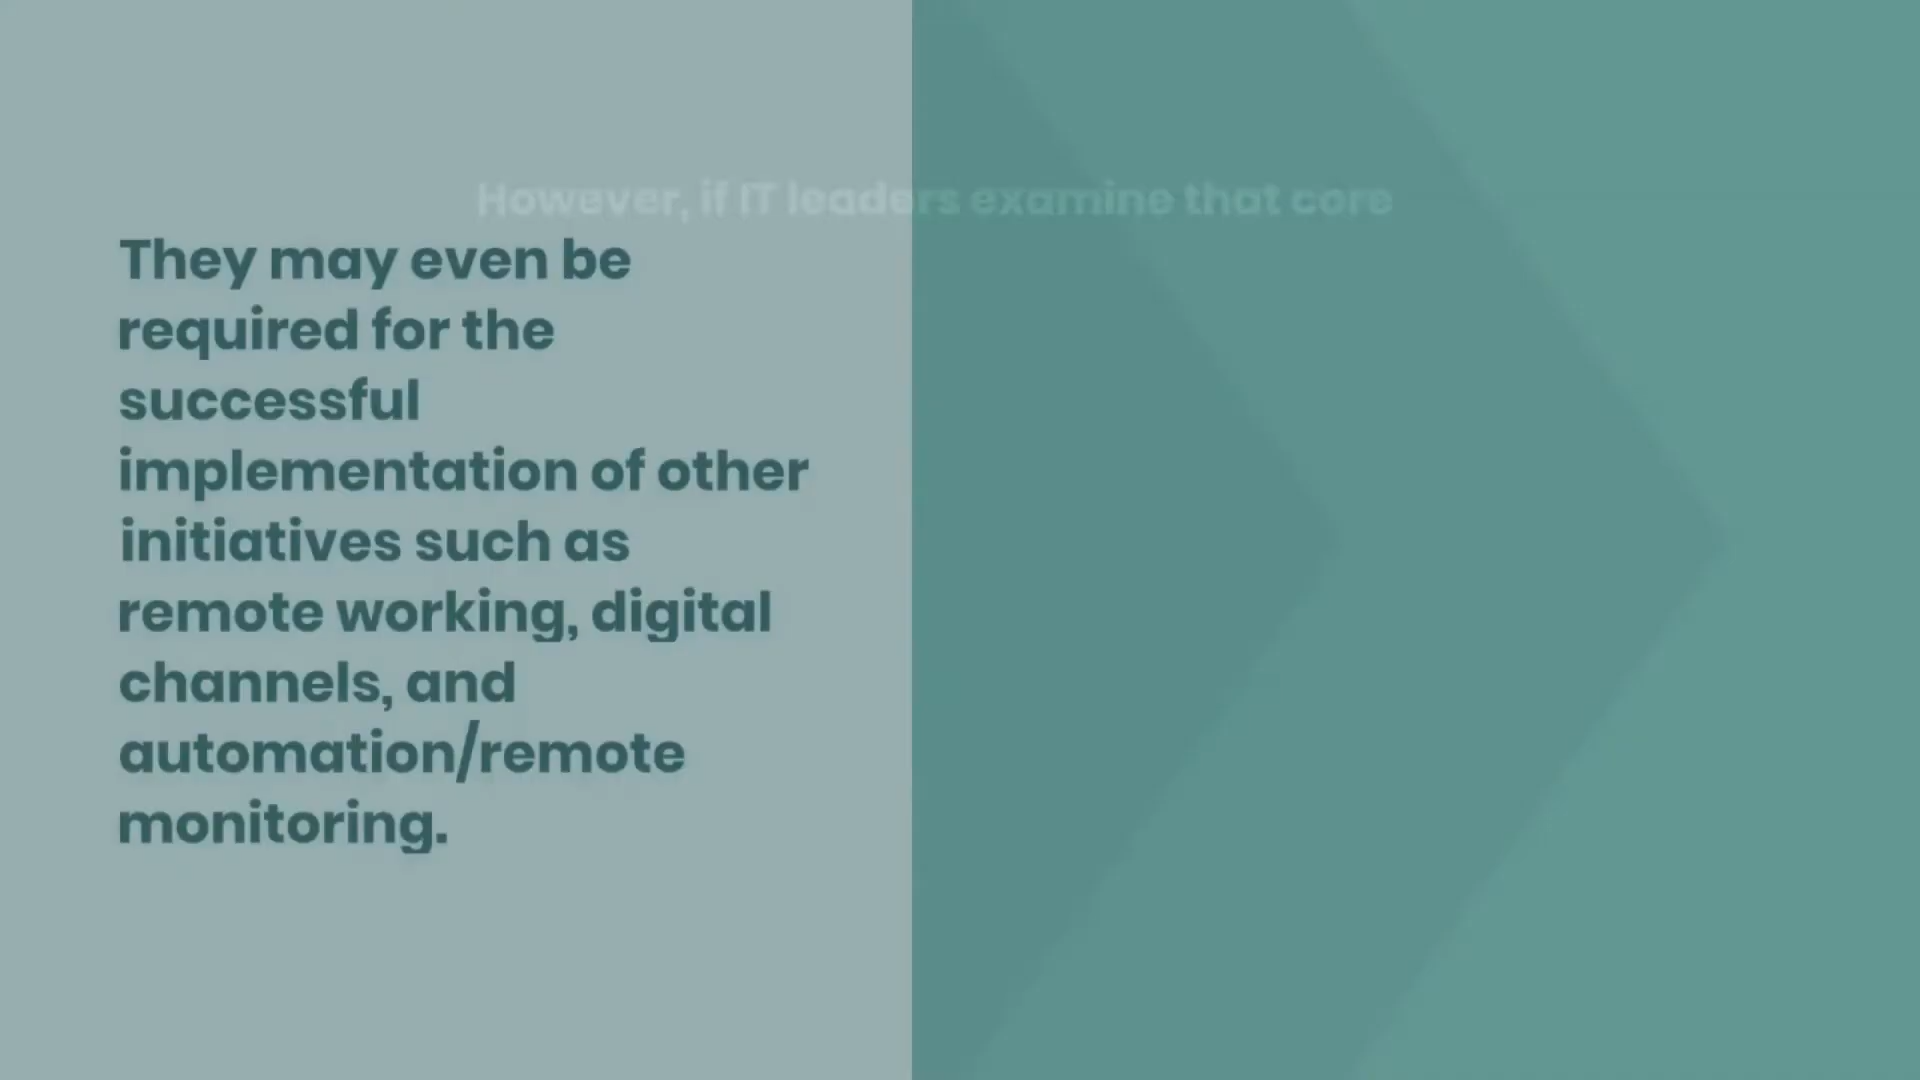 However, if IT leaders examine that core
They may even be
required for the
successful
implementation of other
initiatives such as
remote working, digital
channels, and
automation/remote
monitoring.